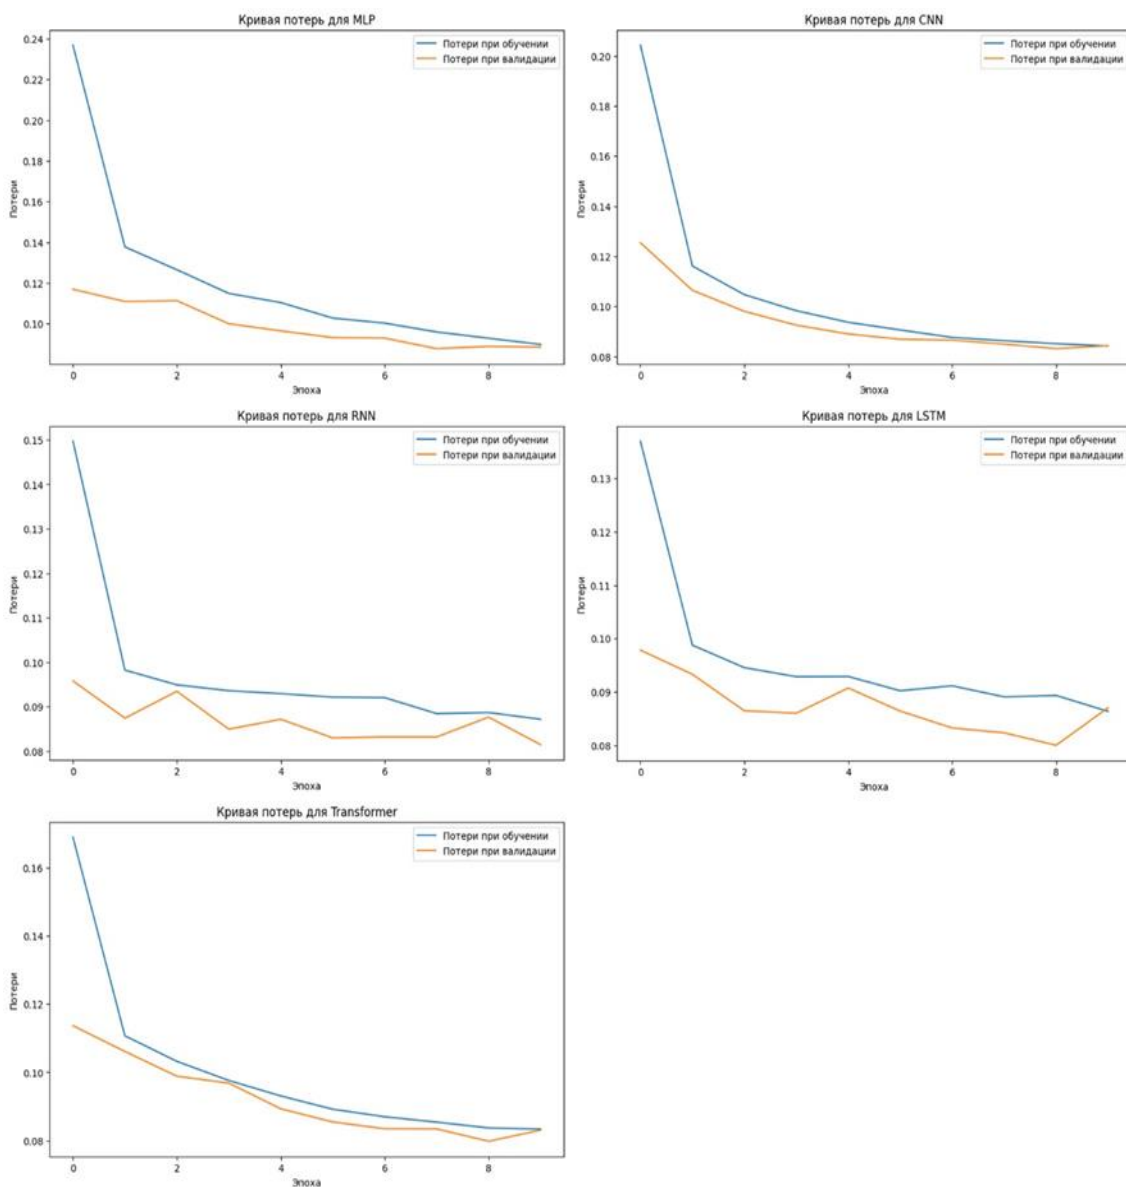 Кривая потерь для MLP
Потери при обучении
Потери при валидации
0.24
0.22
0.20
0.18
0.16
0.14
0.12
0.10
Потери
0 2 4 6 8
Эпоха
Кривая потерь для CNN
Потери при обучении
Потери при валидации
0.20
0.18
0.16
0.14
0.12
0.10
0.08
Потери
0 2 4 6 8
Эпоха
Кривая потерь для RNN
Потери при обучении
Потери при валидации
0.15
0.14
0.13
0.12
0.11
0.10
0.09
0.08
Потери
0 2 4 6 8
Эпоха
Кривая потерь для LSTM
Потери при обучении
Потери при валидации
0.13
0.12
0.11
0.10
0.09
0.08
Потери
0 2 4 6 8
Эпоха
Кривая потерь для Transformer
Потери при обучении
Потери при валидации
0.16
0.14
0.12
0.10
0.08
Потери
0 2 4 6 8
Эпоха